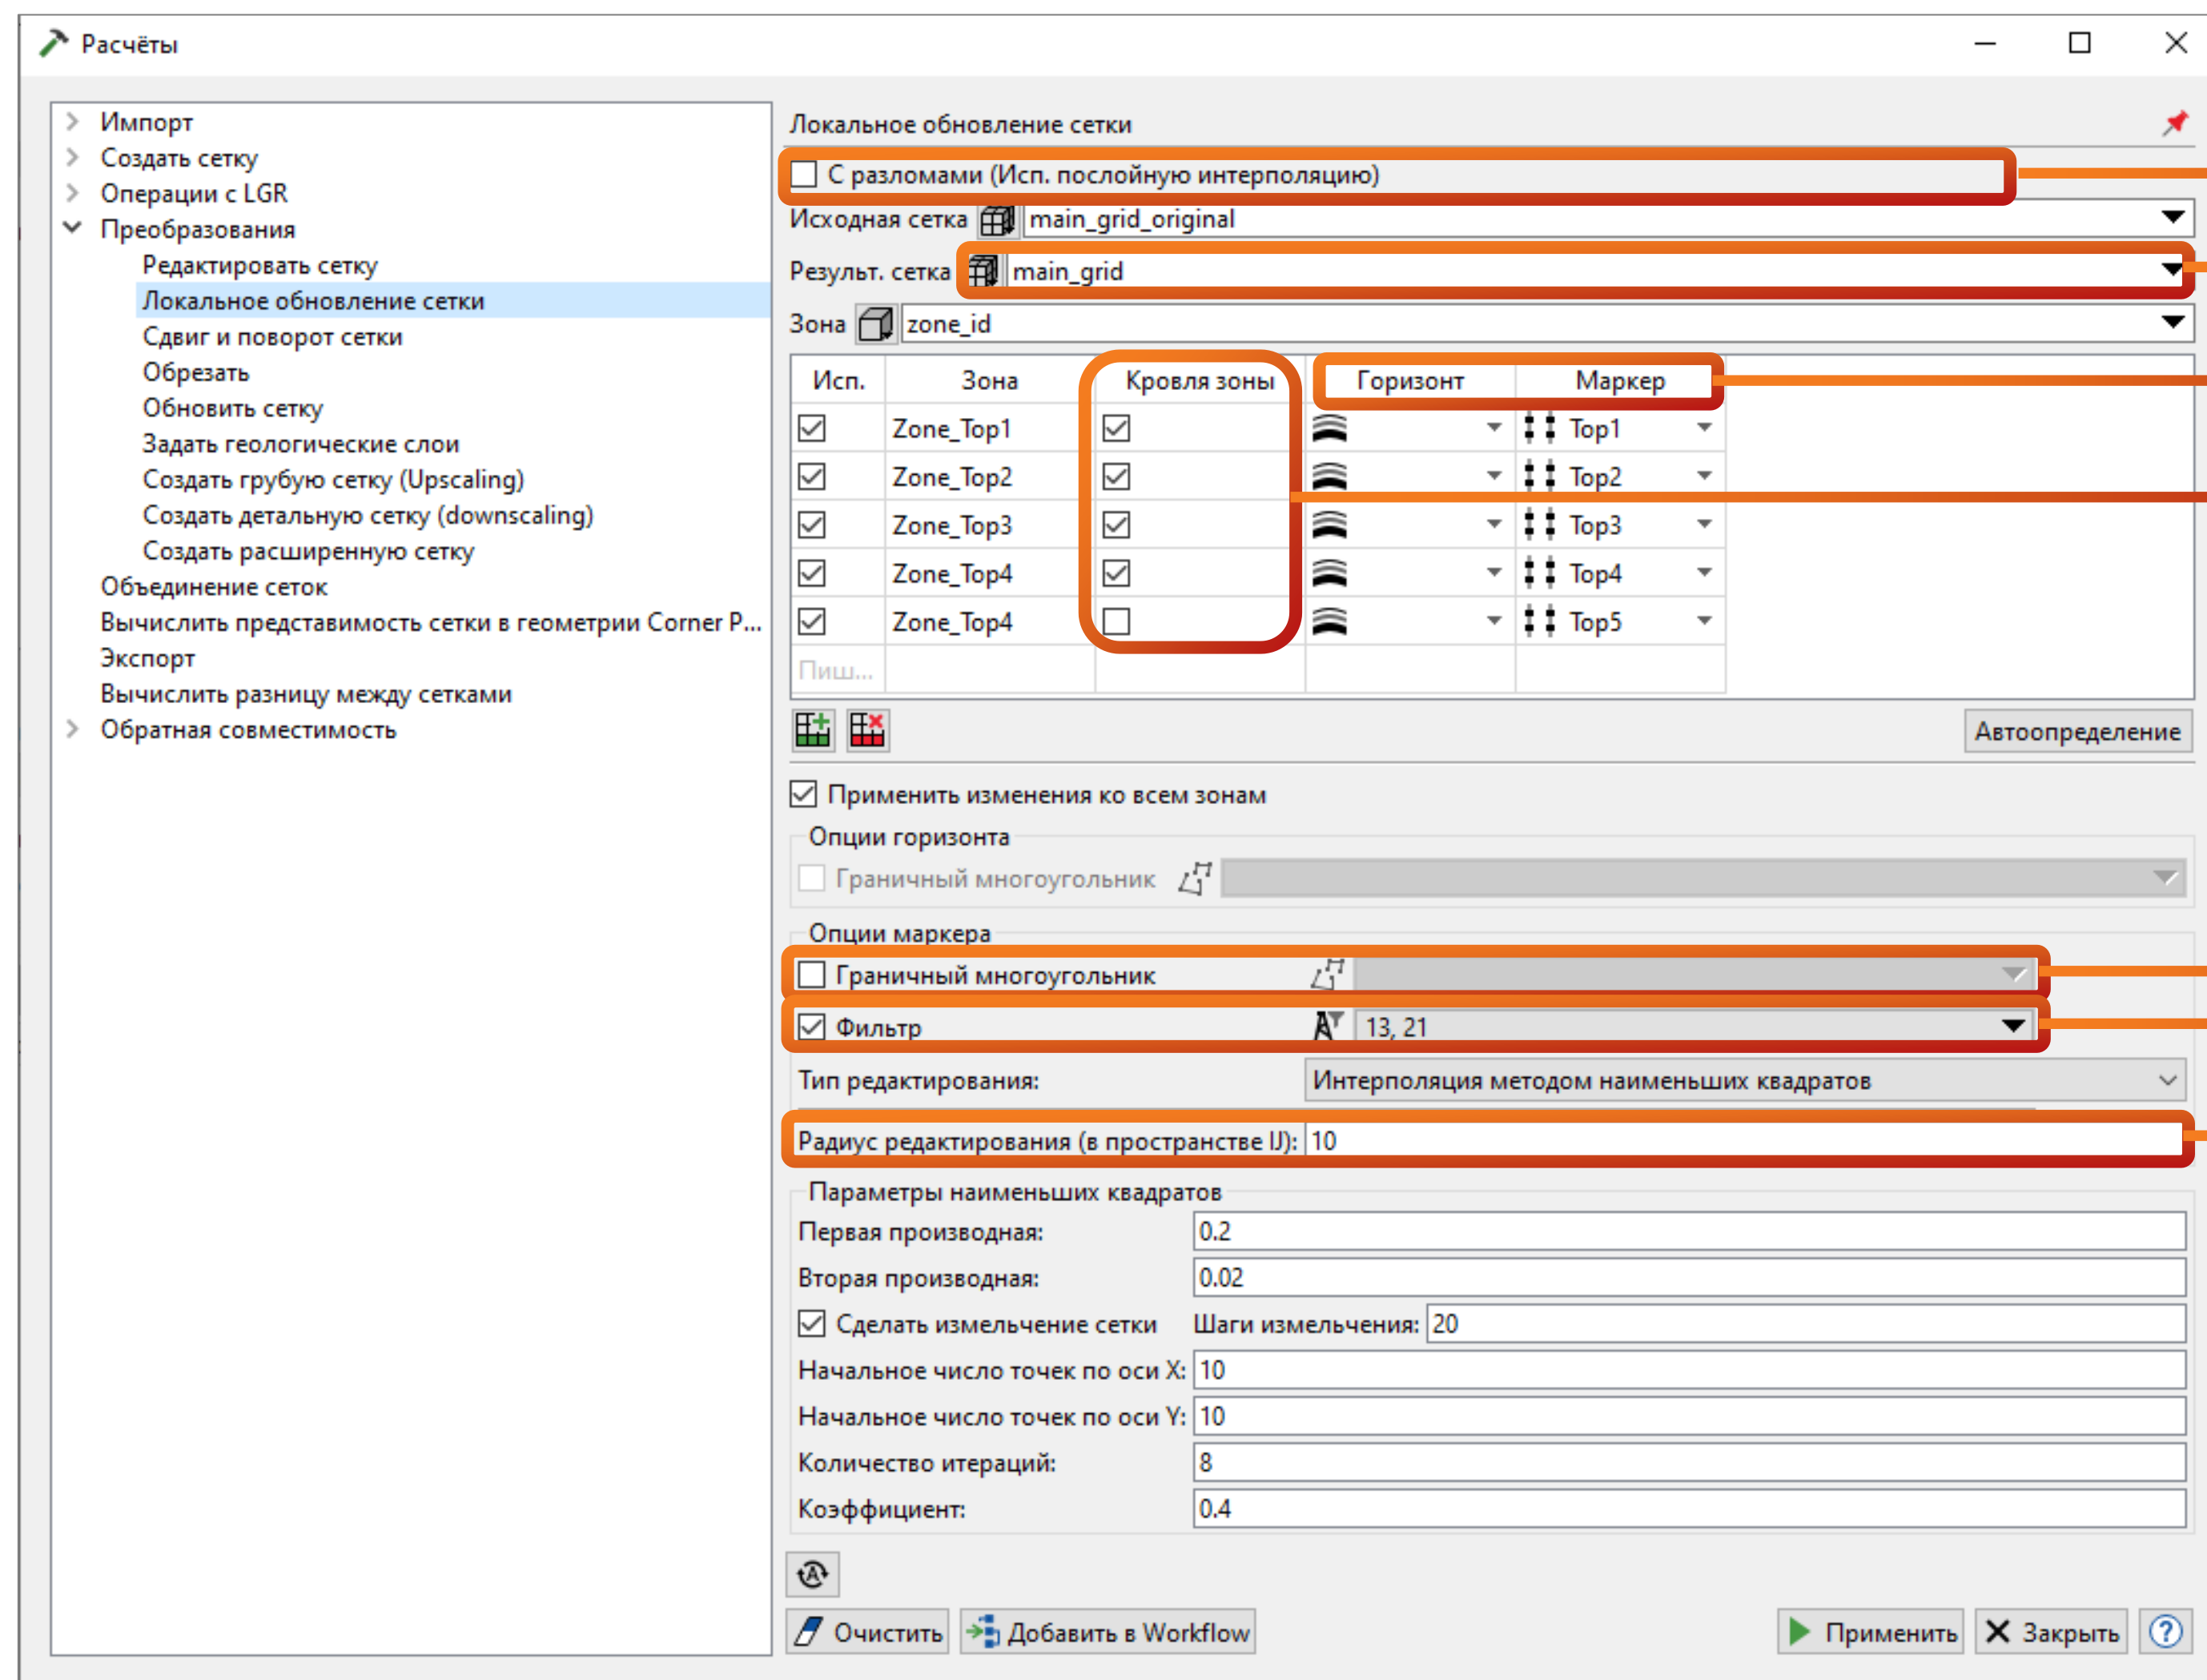 Расчёты
Импорт
Создать сетку
Операции с LGR
Преобразования
Редактировать сетку
Локальное обновление сетки
Сдвиг и поворот сетки
Обрезать
Обновить сетку
Задать геологические слои
Создать грубую сетку (Upscaling)
Создать детальную сетку (downscaling)
Создать расширенную сетку
Объединение сеток
Вычислить представимость сетки в геометрии Corner P...
Экспорт
Вычислить разницу между сетками
Обратная совместимость
Локальное обновление сетки
С разломами (Исп. послойную интерполяцию)
Исходная сетка main_grid_original
Результ. сетка main_grid
Зона zone_id
Исп. Зона Кровля зоны Горизонт Маркер
Zone_Top1 Top1
Zone_Top2 Top2
Zone_Top3 Top3
Zone_Top4 Top4
Zone_Top4 Top5
Пиш...
Автоопределение
Применить изменения ко всем зонам
Опции горизонта
Граничный многоугольник
Опции маркера
Граничный многоугольник
Фильтр 13, 21
Тип редактирования: Интерполяция методом наименьших квадратов
Радиус редактирования (в пространстве IJ): 10
Параметры наименьших квадратов
Первая производная: 0.2
Вторая производная: 0.02
Сделать измельчение сетки Шаги измельчения: 20
Начальное число точек по оси X: 10
Начальное число точек по оси Y: 10
Количество итераций: 8
Коэффициент: 0.4
Очистить Добавить в Workflow Применить Закрыть ?